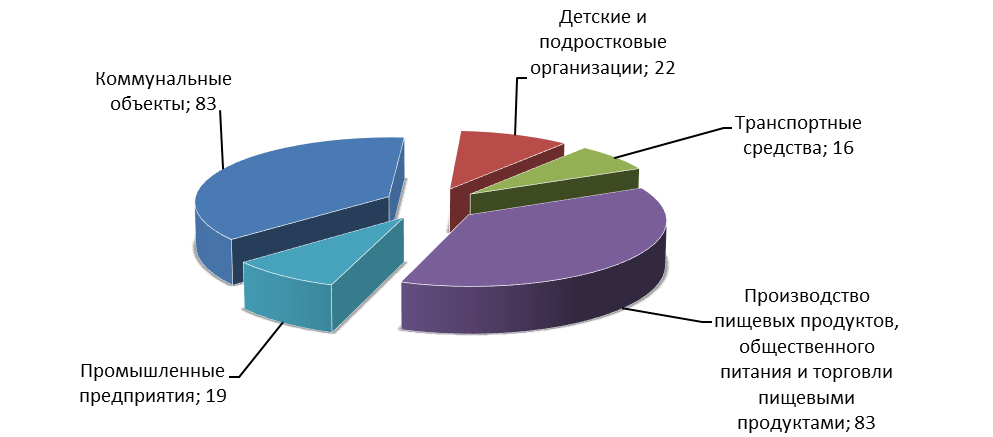 Детские и
подростковые
организации; 22
Коммунальные
объекты; 83
Транспортные
средства; 16
Производство
пищевых продуктов,
общественного
питания и торговли
пищевыми
продуктами; 83
Промышленные
предприятия; 19